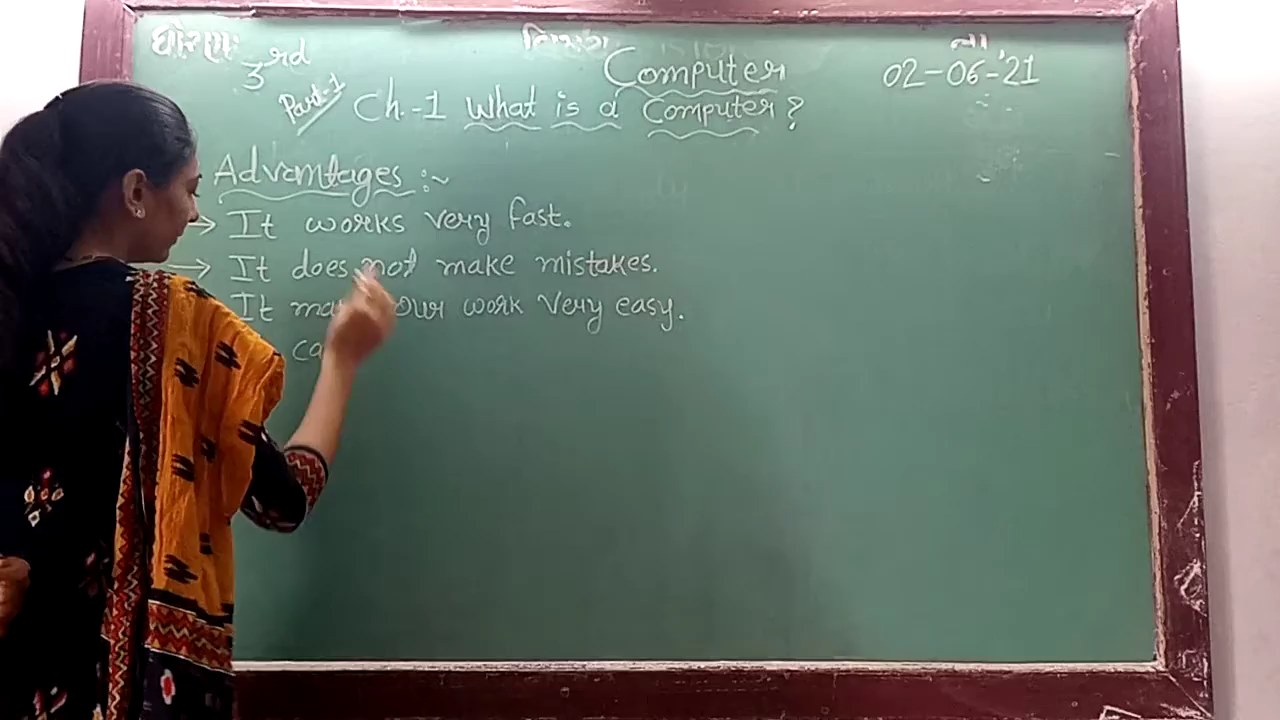 ધોરણ: 3rd વિષય Computer તા 02-06-'21
Part-1 Ch.-1 What is a Computer?
Advantages :~
→ It works very fast.
→ It does not make mistakes.
It our work very easy.